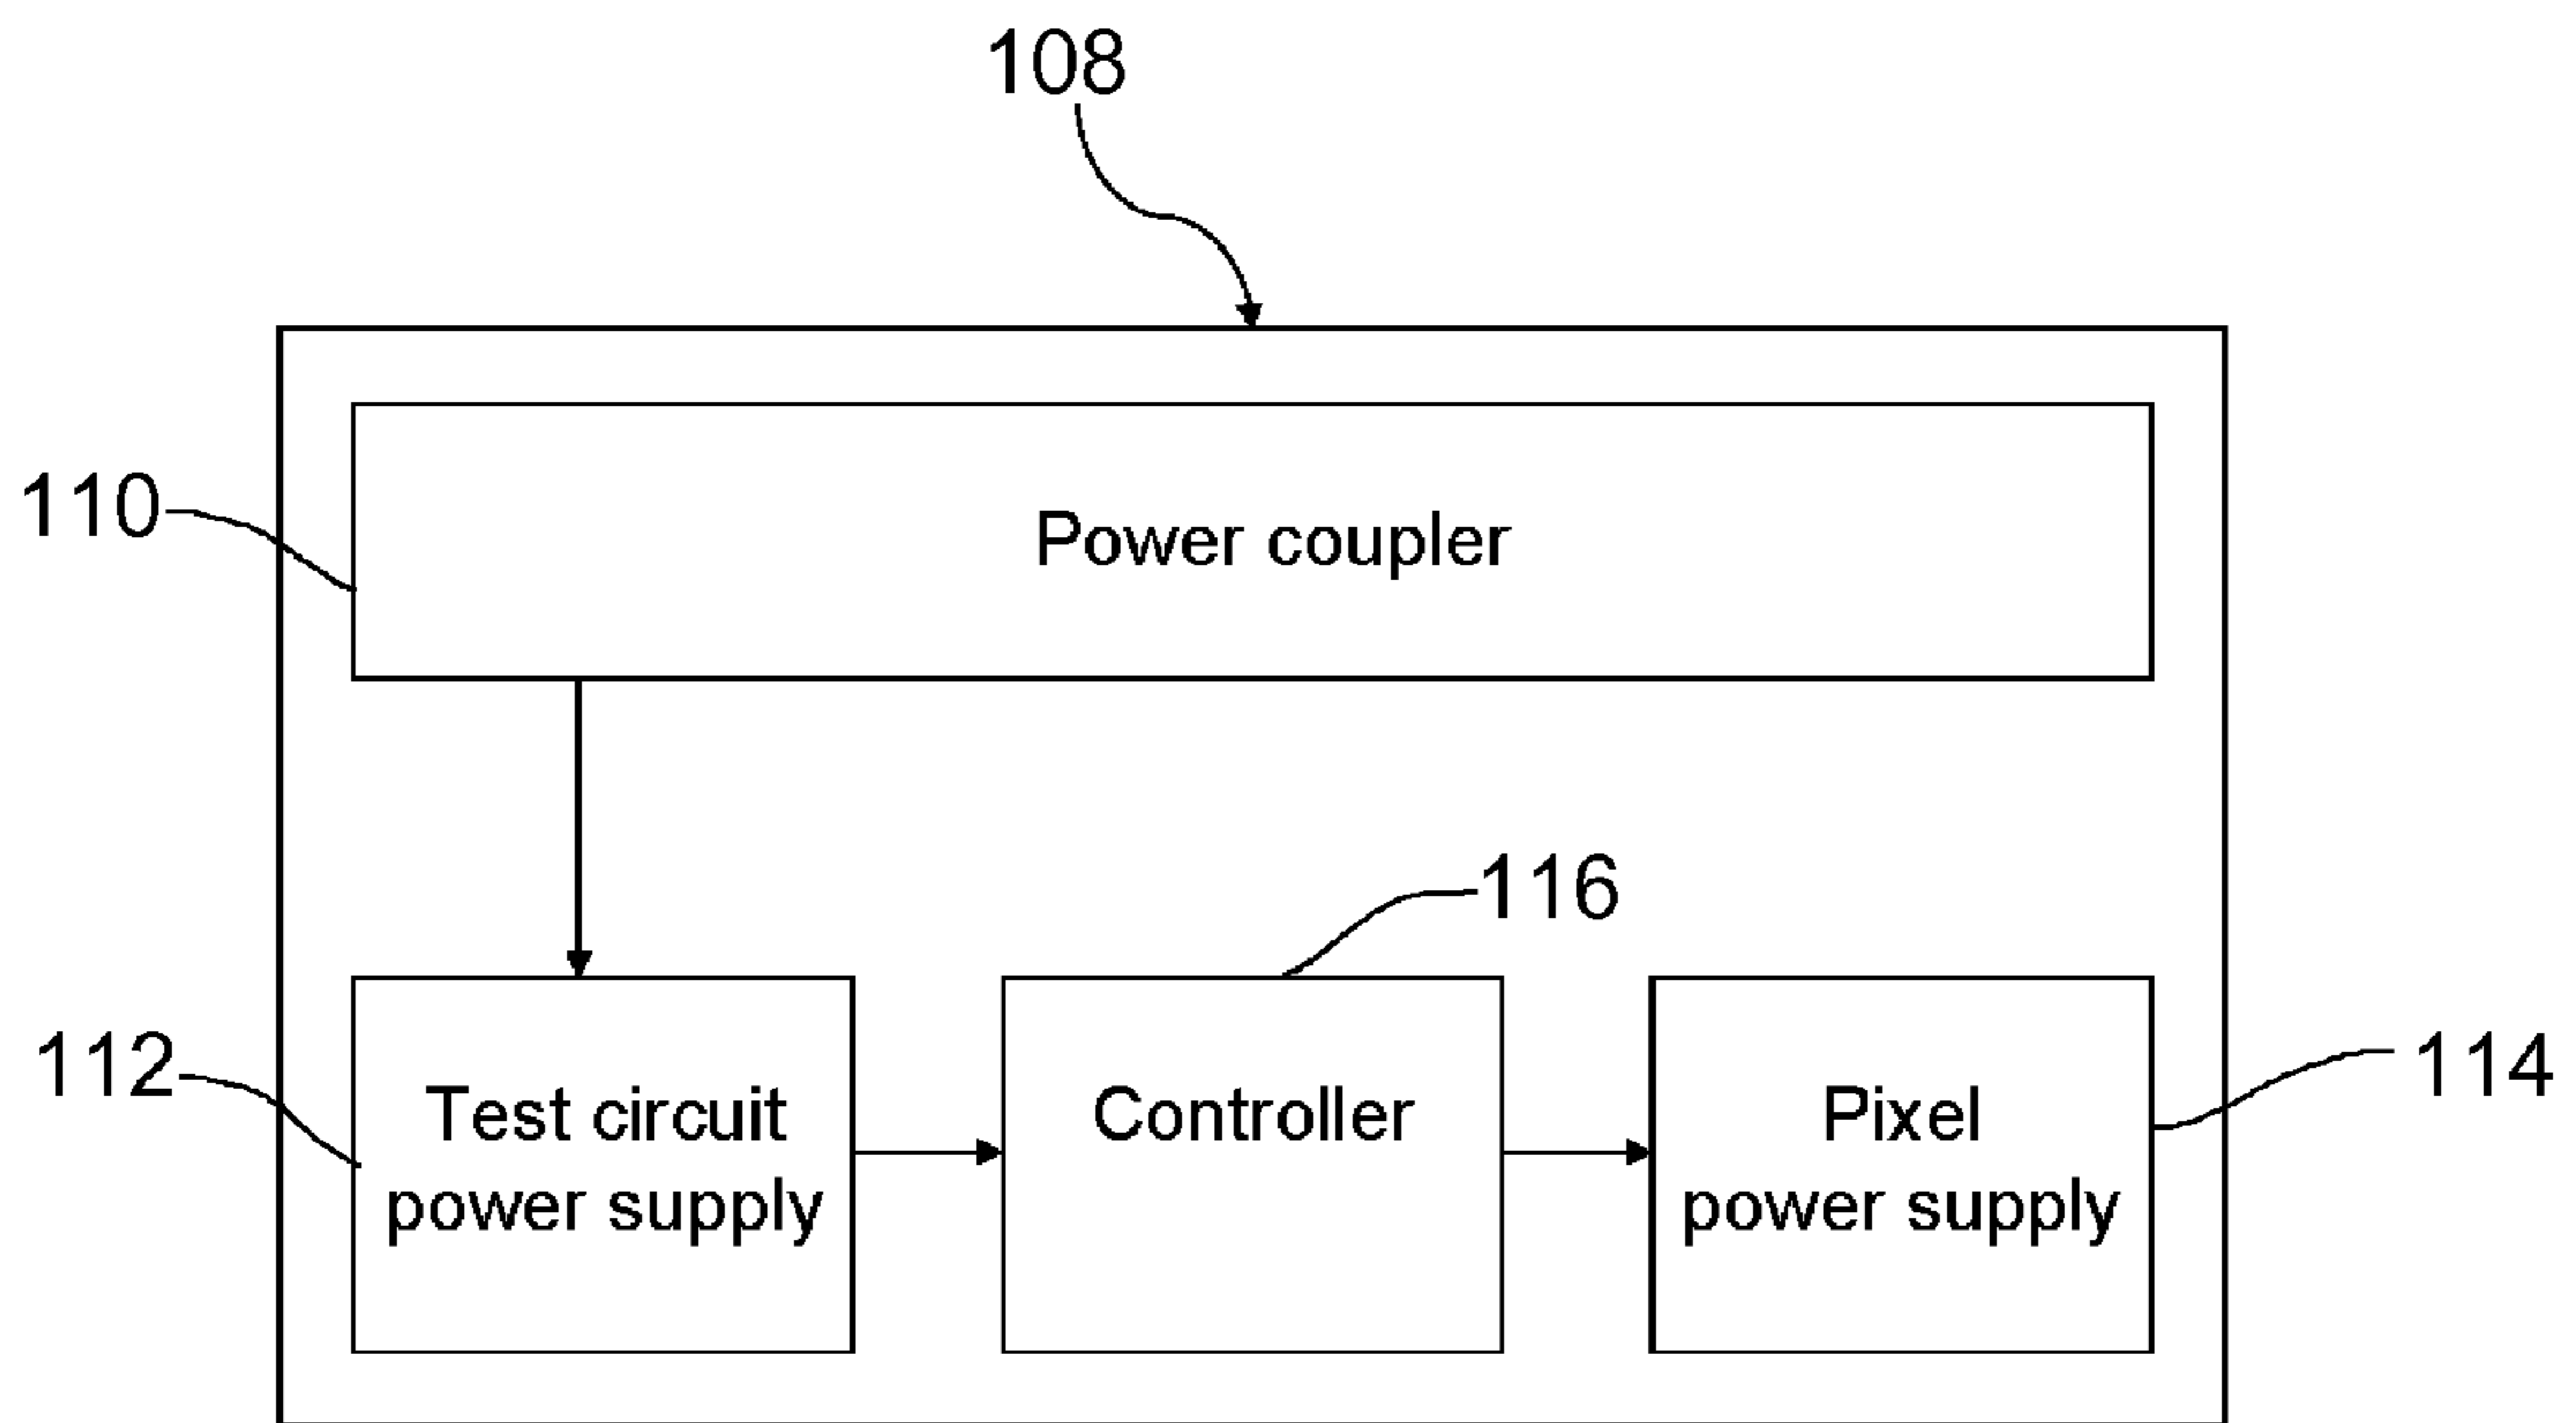 108
110
Power coupler
116
112
Test circuit
power supply
Controller
Pixel
power supply
114